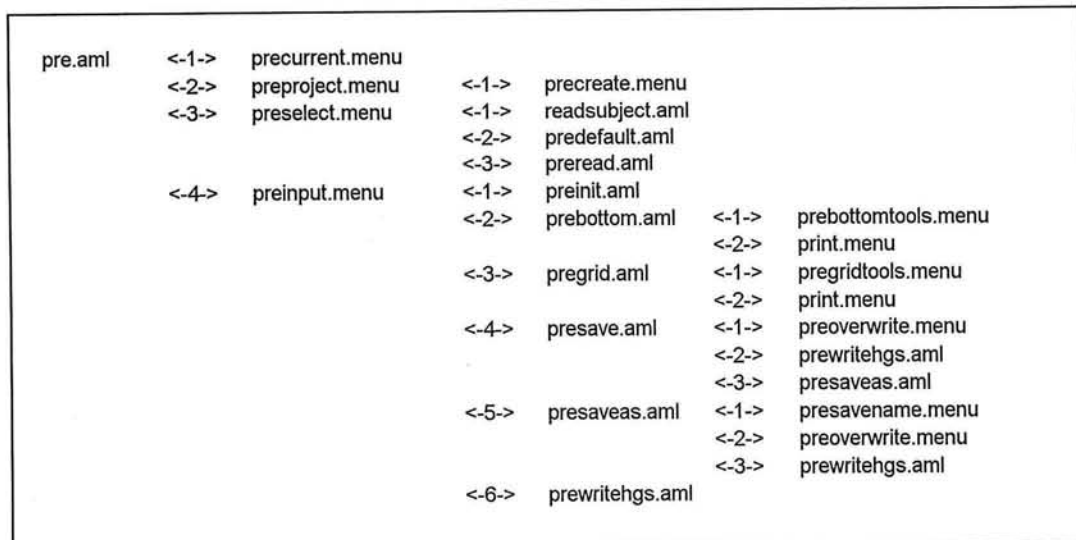 pre.aml <-1-> precurrent.menu
<-2-> preproject.menu <-1-> precreate.menu
<-3-> preselect.menu <-1-> readsubject.aml
<-2-> predefault.aml
<-3-> preread.aml
<-4-> preinput.menu <-1-> preinit.aml
<-2-> prebottom.aml <-1-> prebottomtools.menu
<-2-> print.menu
<-3-> pregrid.aml <-1-> pregridtools.menu
<-2-> print.menu
<-4-> presave.aml <-1-> preoverwrite.menu
<-2-> prewritehgs.aml
<-3-> presaveas.aml
<-5-> presaveas.aml <-1-> presavename.menu
<-2-> preoverwrite.menu
<-3-> prewritehgs.aml
<-6-> prewritehgs.aml